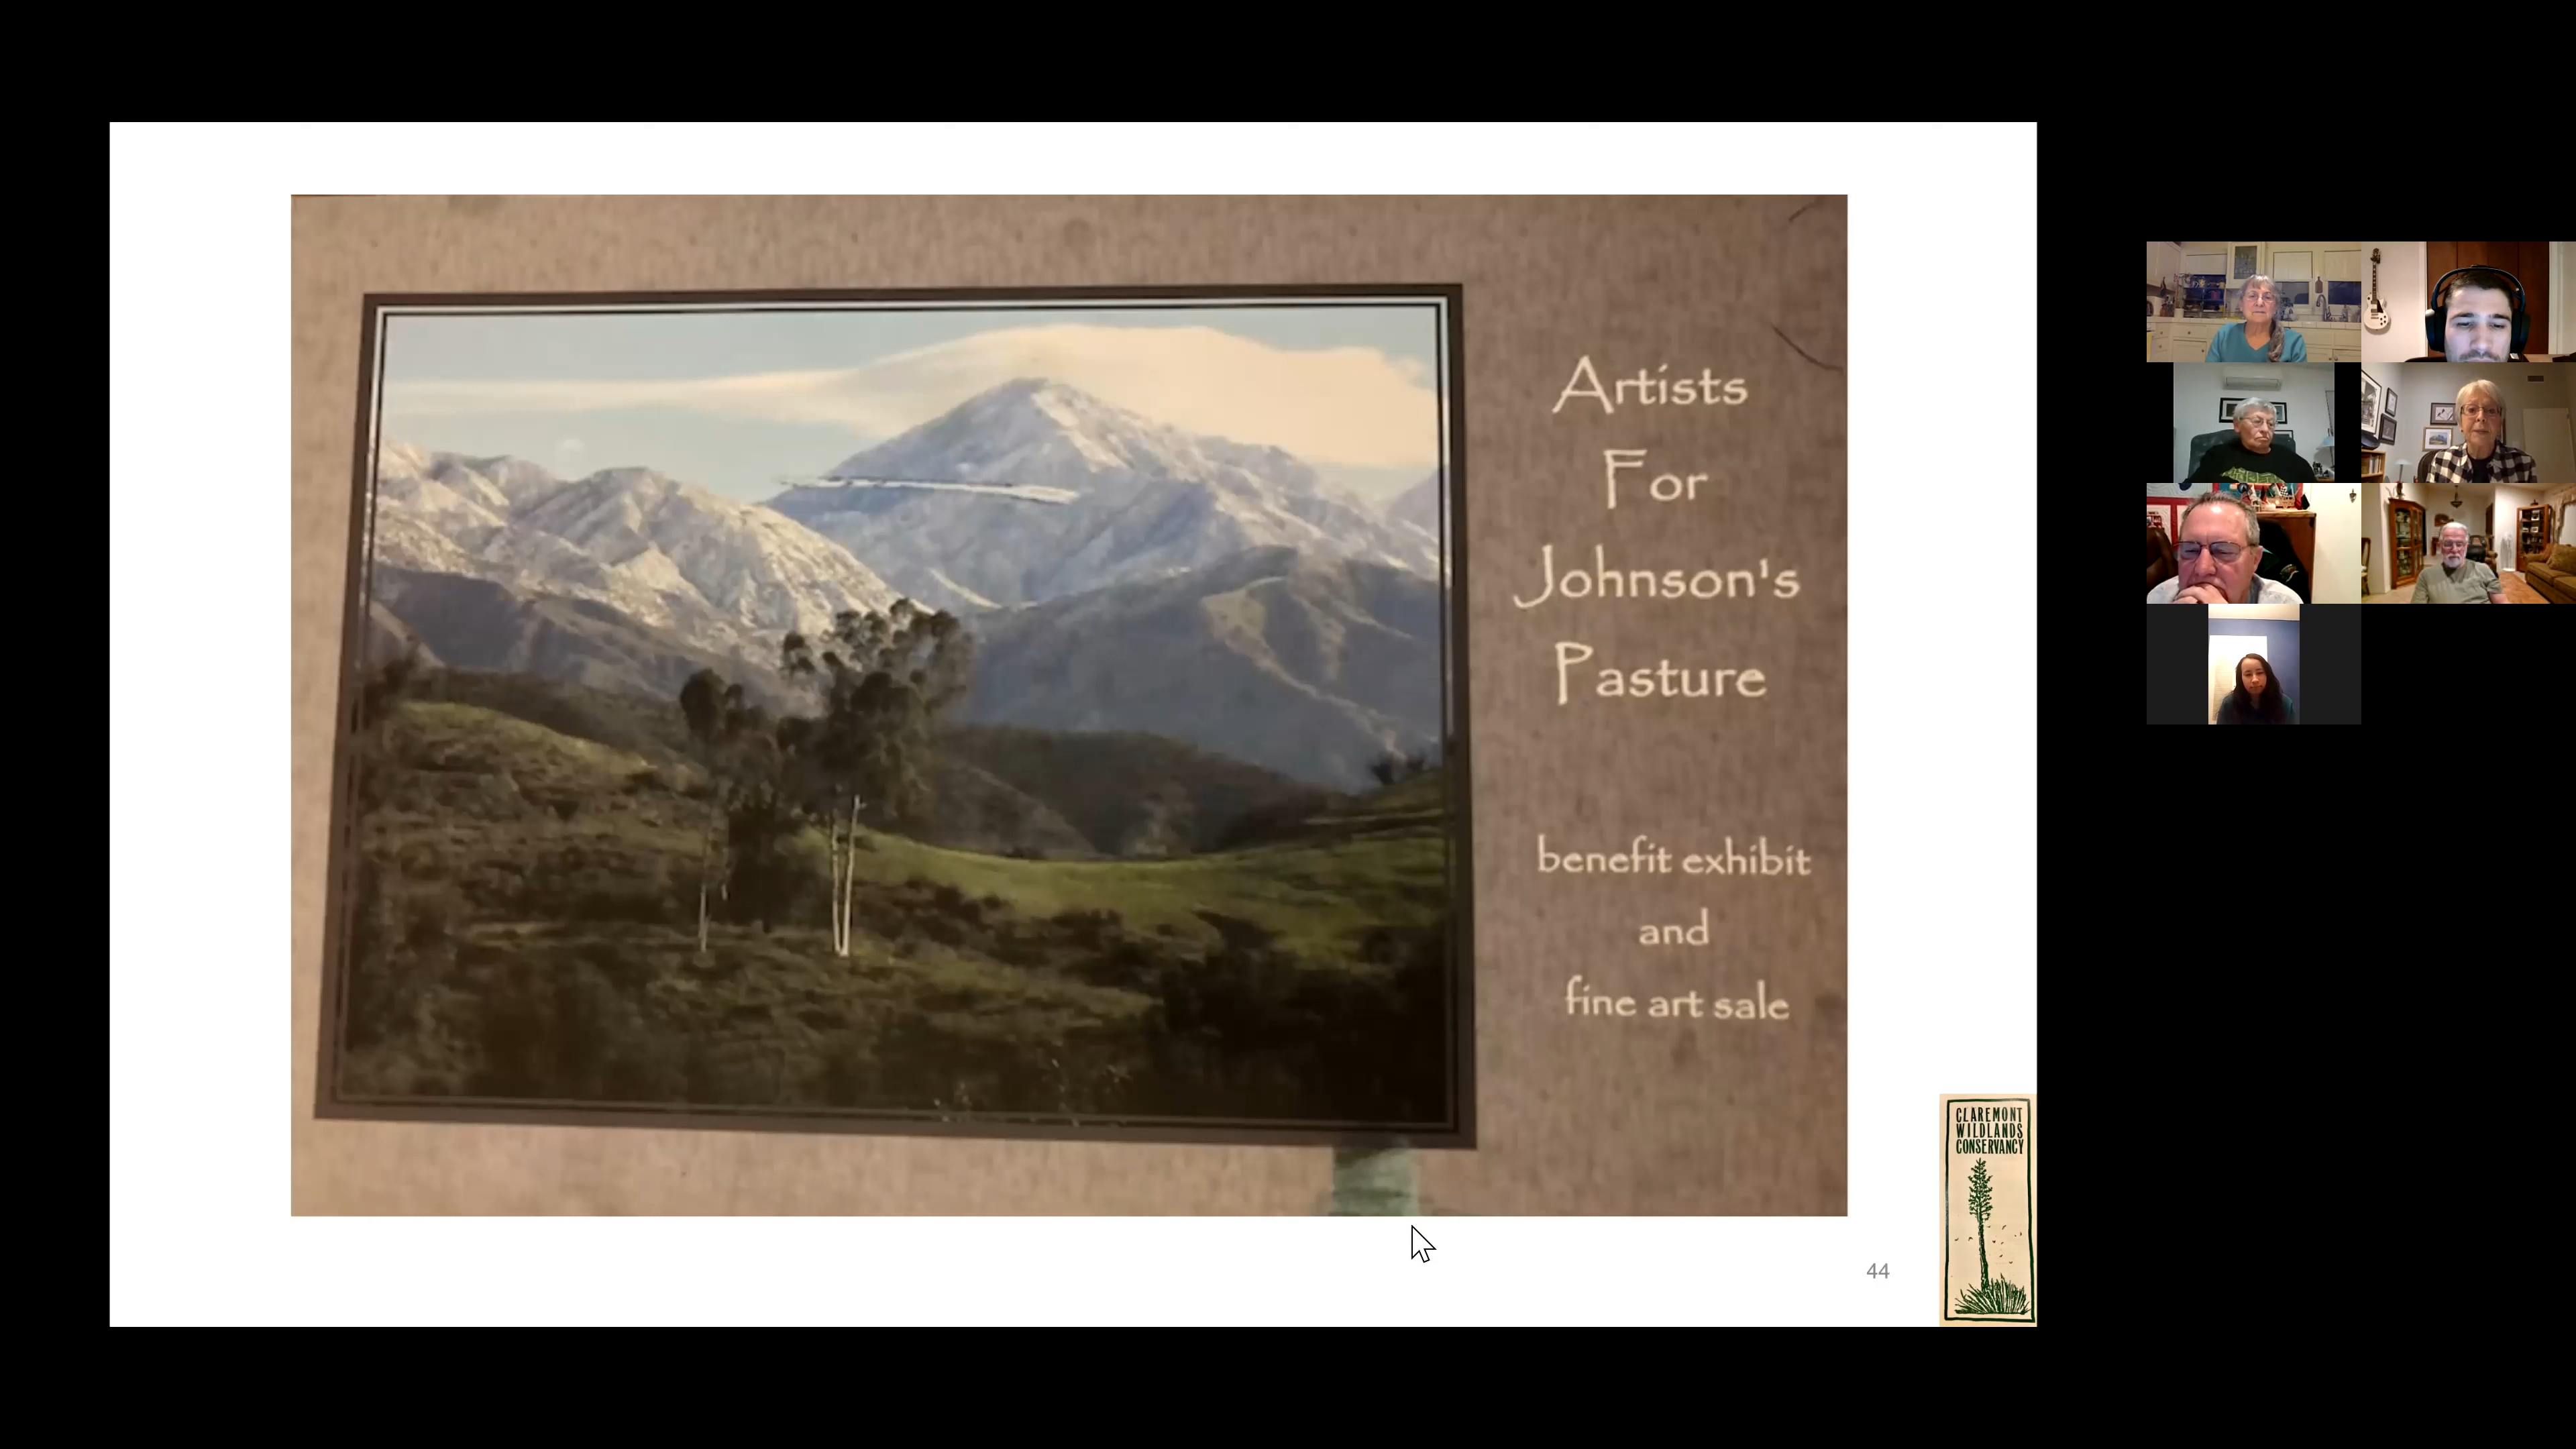 Artists
For
Johnson's
Pasture
benefit exhibit
and
fine art sale
44
CLAREMONT
WILDLANDS
CONSERVANCY